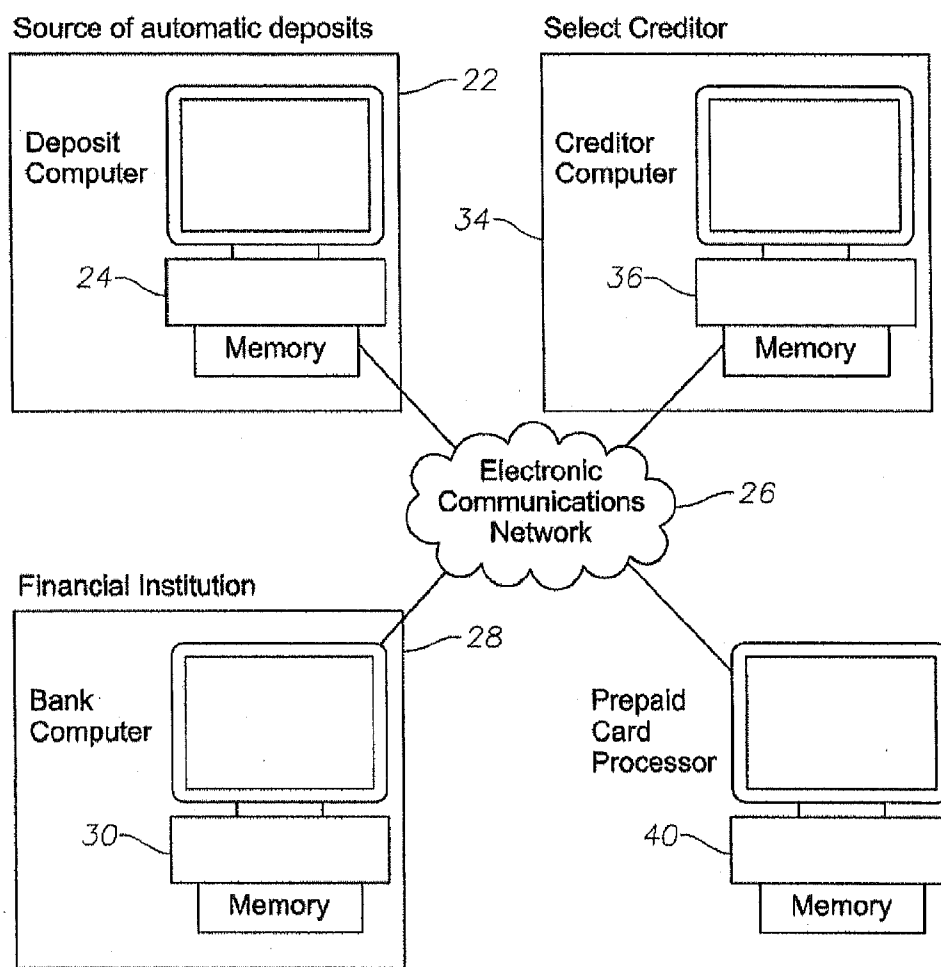 Source of automatic deposits
22
Deposit
Computer
24
Memory
Select Creditor
Creditor
Computer
34
36
Memory
Electronic
Communications
Network
26
Financial Institution
28
Bank
Computer
30
Memory
Prepaid
Card
Processor
40
Memory